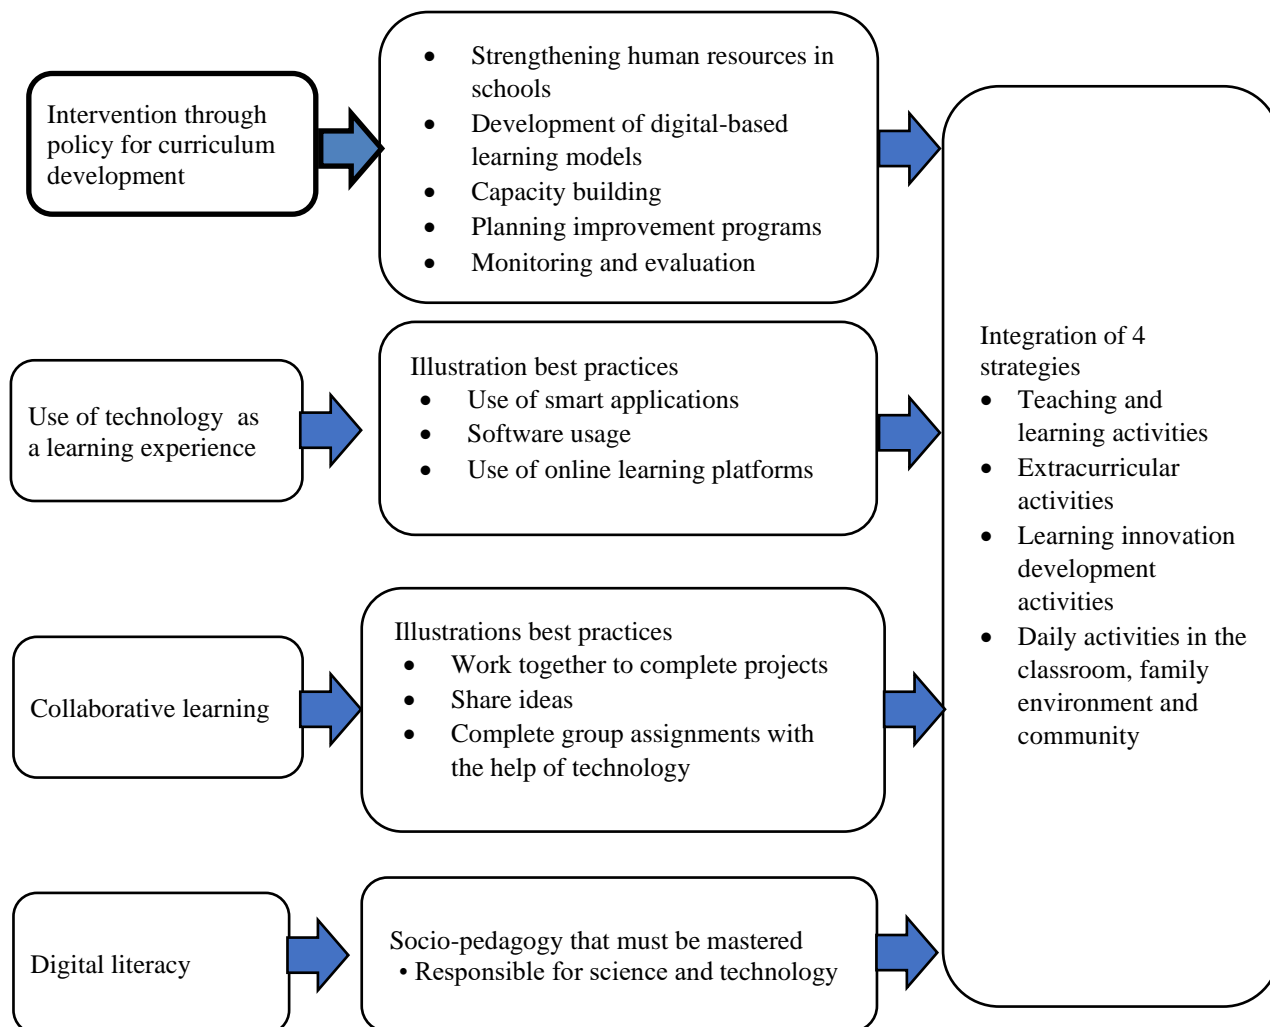 Intervention through
policy for curriculum
development
• Strengthening human resources in
schools
• Development of digital-based
learning models
• Capacity building
• Planning improvement programs
• Monitoring and evaluation
Use of technology as
a learning experience
Illustration best practices
• Use of smart applications
• Software usage
• Use of online learning platforms
Collaborative learning
Illustrations best practices
• Work together to complete projects
• Share ideas
• Complete group assignments with
the help of technology
Digital literacy
Socio-pedagogy that must be mastered
• Responsible for science and technology
Integration of 4
strategies
• Teaching and
learning activities
• Extracurricular
activities
• Learning innovation
development
activities
• Daily activities in the
classroom, family
environment and
community